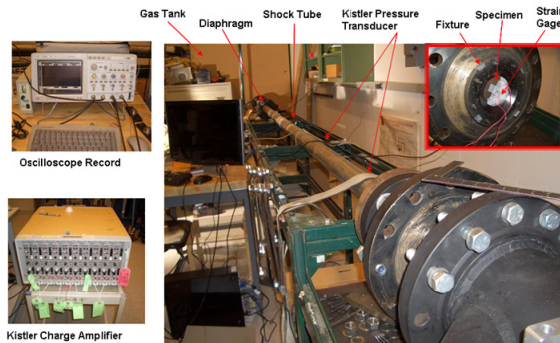 Gas Tank
Diaphragm
Shock Tube
Kistler Pressure
Transducer
Fixture
Specimen
Strain
Gage
Oscilloscope Record
Kistler Charge Amplifier